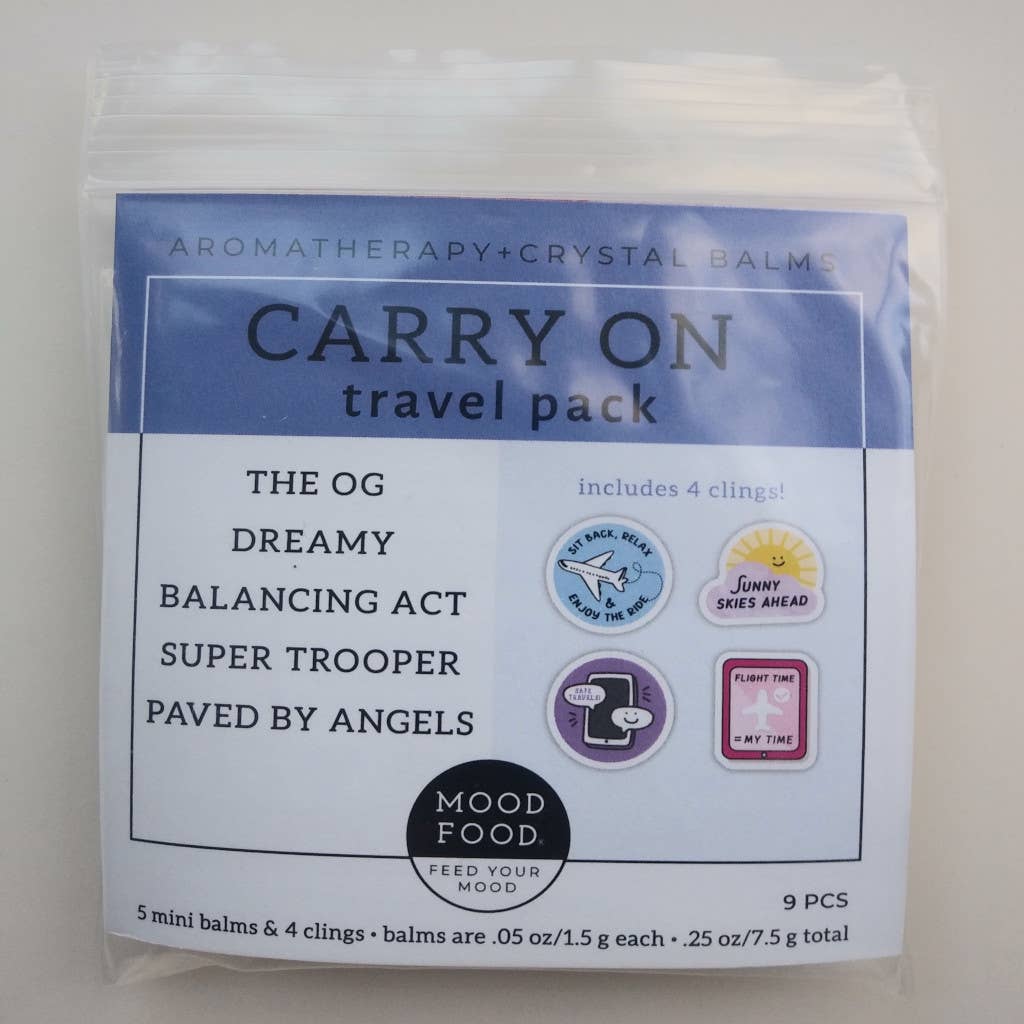 AROMATHERAPY+CRYSTAL BALMS
CARRY ON
travel pack
THE OG
DREAMY
BALANCING ACT
SUPER TROOPER
PAVED BY ANGELS
includes 4 clings!
SIT BACK, RELAX
&
ENJOY THE RIDE
SUNNY
SKIES AHEAD
SAFE
TRAVELS!
FLIGHT TIME
= MY TIME
MOOD
FOOD®
FEED YOUR
MOOD
9 PCS
5 mini balms & 4 clings • balms are .05 oz/1.5 g each • .25 oz/7.5 g total